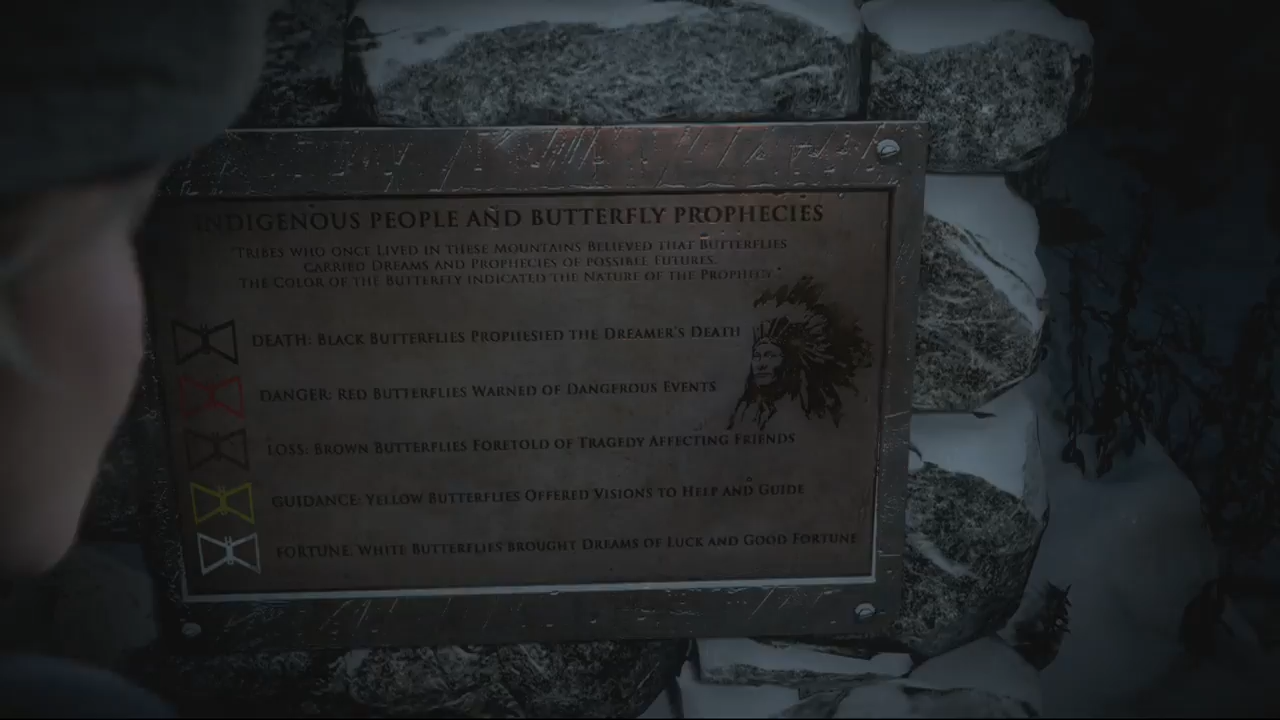 INDIGENOUS PEOPLE AND BUTTERFLY PROPHECIES
"TRIBES WHO ONCE LIVED IN THESE MOUNTAINS BELIEVED THAT BUTTERFLIES
CARRIED DREAMS AND PROPHECIES OF POSSIBLE FUTURES.
THE COLOR OF THE BUTTERFLY INDICATED THE NATURE OF THE PROPHECY."
DEATH: BLACK BUTTERFLIES PROPHESIED THE DREAMER'S DEATH
DANGER: RED BUTTERFLIES WARNED OF DANGEROUS EVENTS
LOSS: BROWN BUTTERFLIES FORETOLD OF TRAGEDY AFFECTING FRIENDS
GUIDANCE: YELLOW BUTTERFLIES OFFERED VISIONS TO HELP AND GUIDE
FORTUNE: WHITE BUTTERFLIES BROUGHT DREAMS OF LUCK AND GOOD FORTUNE